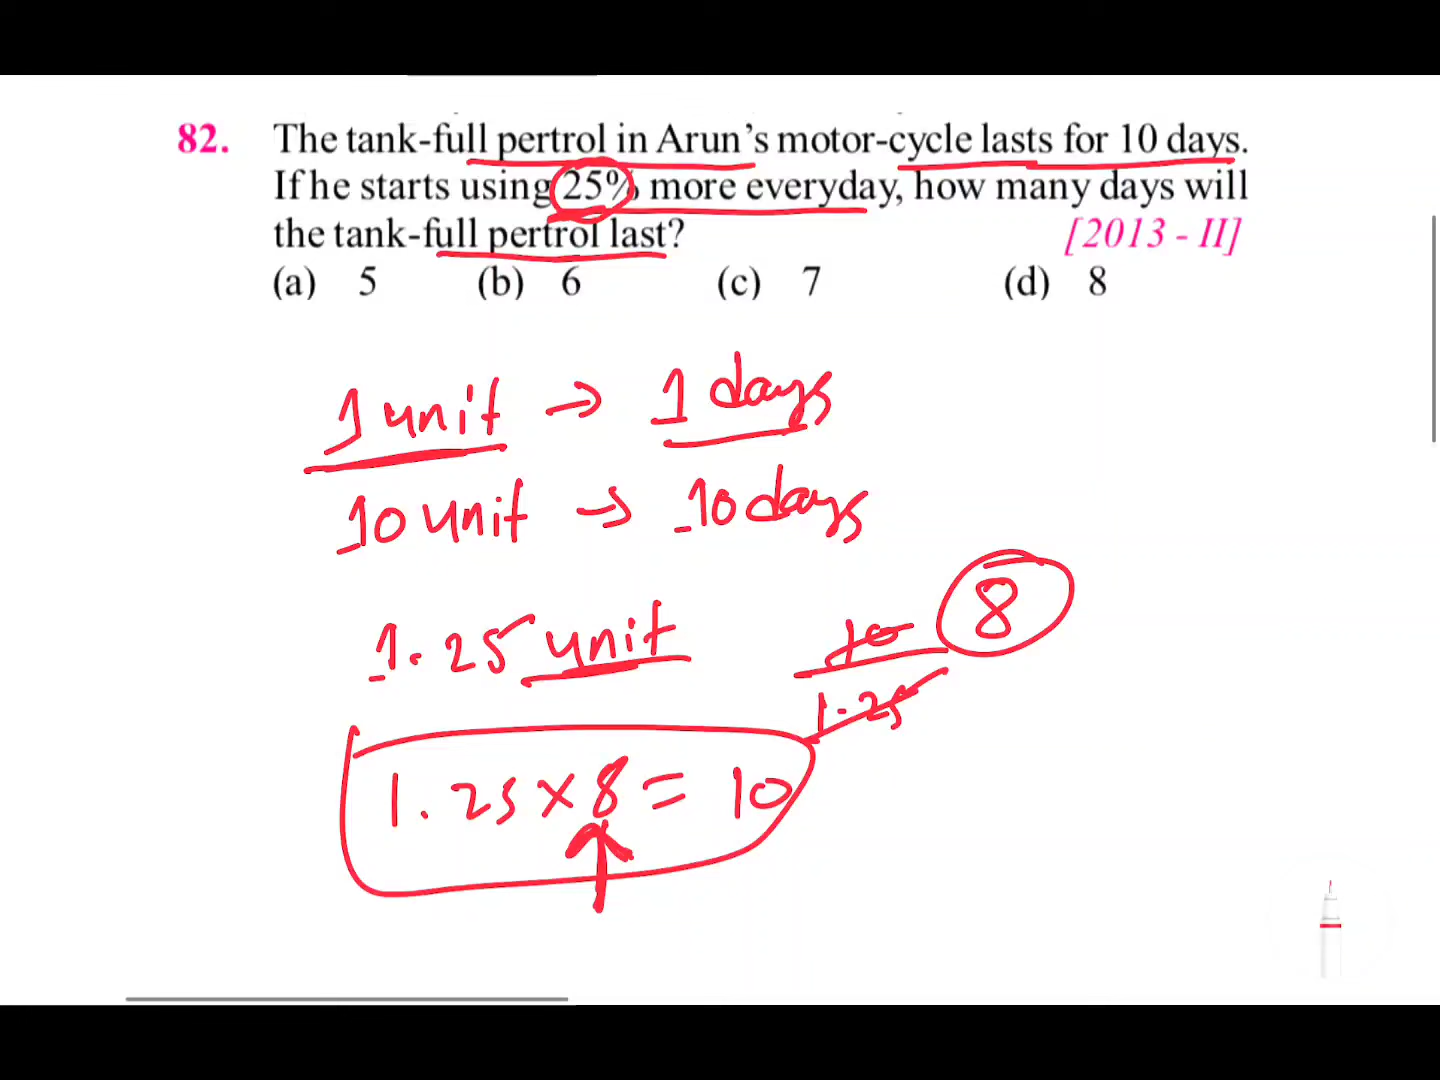 82. The tank-full pertrol in Arun's motor-cycle lasts for 10 days.
If he starts using 25% more everyday, how many days will
the tank-full pertrol last? [2013 - II]
(a) 5 (b) 6 (c) 7 (d) 8
1 unit → 1 days
10 unit → 10 days
1.25 unit 10 8
1.25
1.25 × 8 = 10